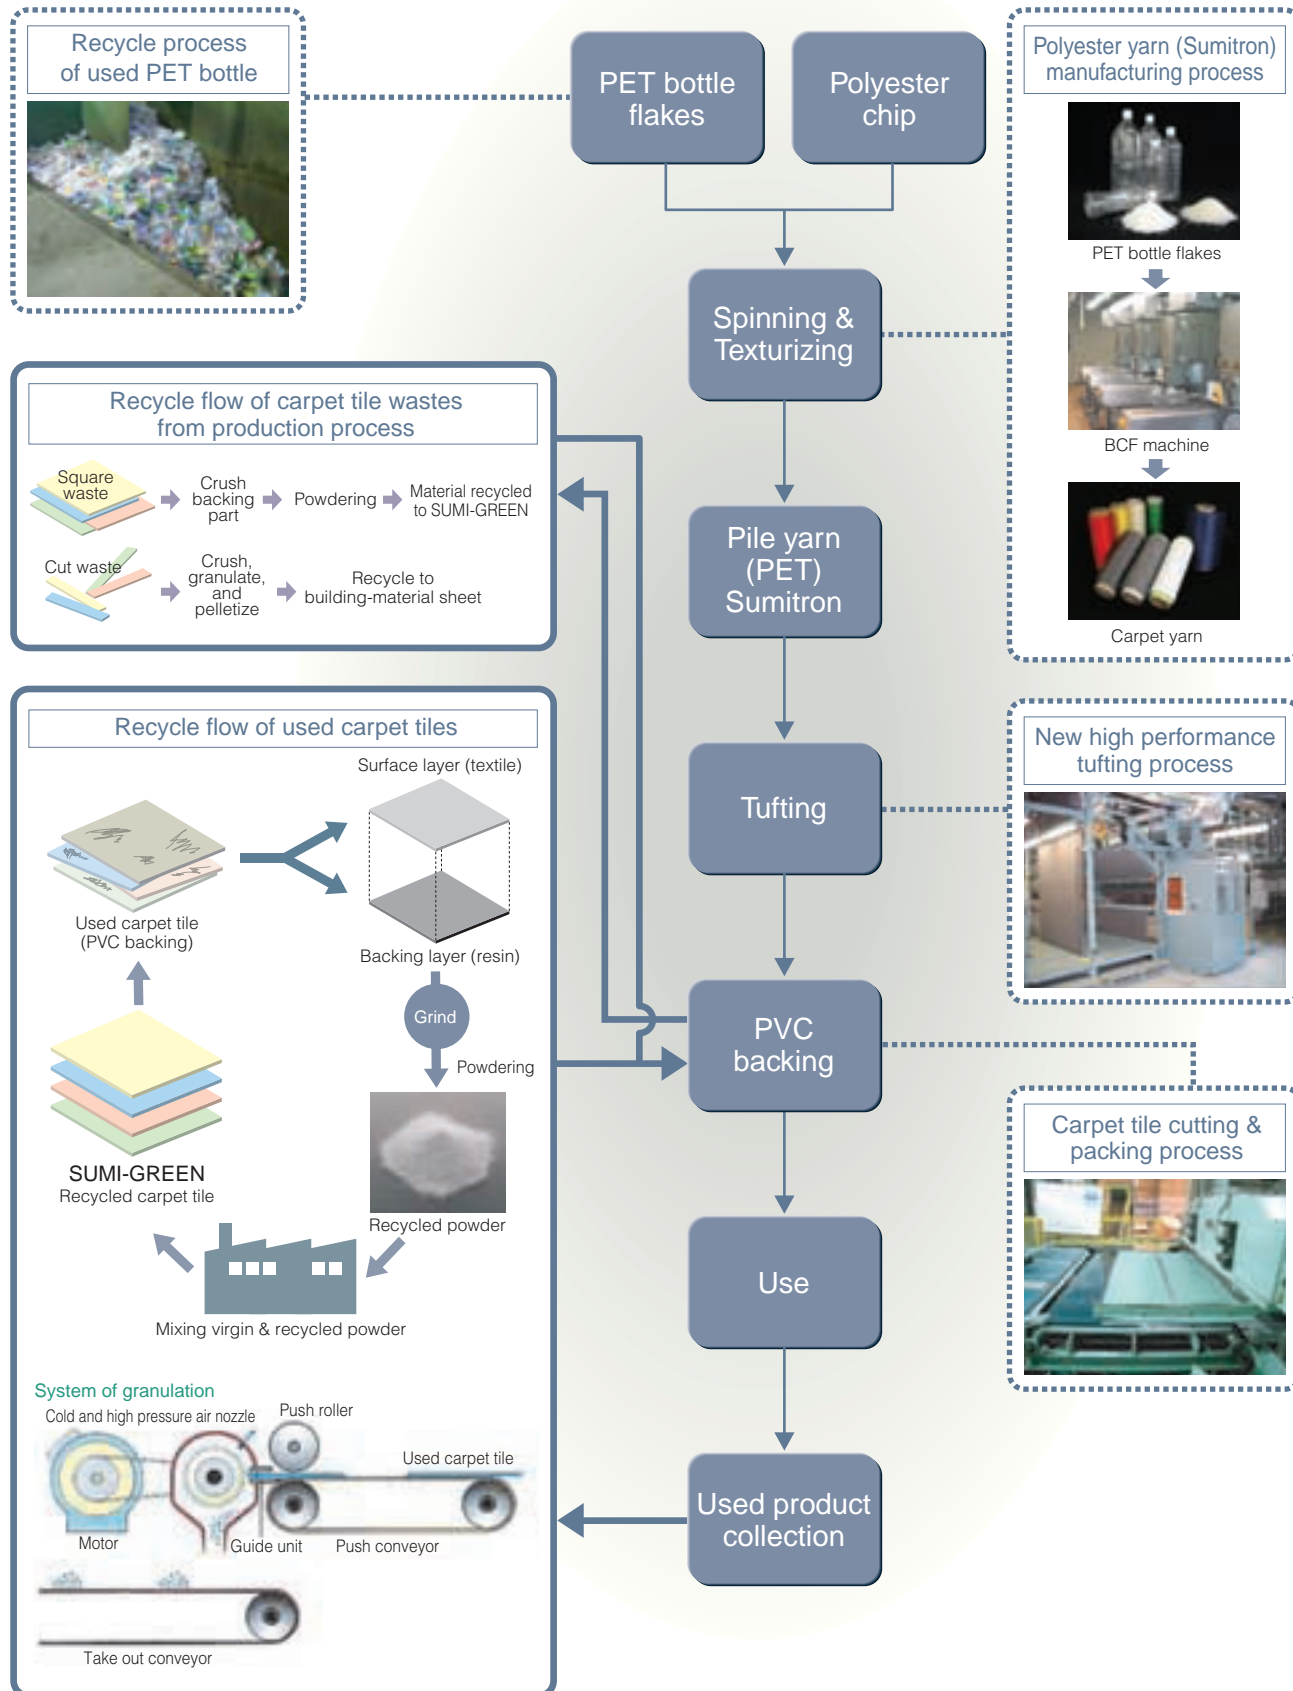 Recycle process
of used PET bottle
PET bottle
flakes
Polyester
chip
Polyester yarn (Sumitron)
manufacturing process
PET bottle flakes
BCF machine
Carpet yarn
Spinning &
Texturizing
Recycle flow of carpet tile wastes
from production process
Square
waste
Crush
backing
part
Powdering
Material recycled
to SUMI-GREEN
Cut waste
Crush,
granulate,
and
pelletize
Recycle to
building-material sheet
Pile yarn
(PET)
Sumitron
Recycle flow of used carpet tiles
Surface layer (textile)
Used carpet tile
(PVC backing)
Backing layer (resin)
Grind
Powdering
SUMI-GREEN
Recycled carpet tile
Recycled powder
Mixing virgin & recycled powder
Tufting
New high performance
tufting process
PVC
backing
Carpet tile cutting &
packing process
Use
System of granulation
Cold and high pressure air nozzle
Push roller
Used carpet tile
Motor
Guide unit
Push conveyor
Take out conveyor
Used product
collection